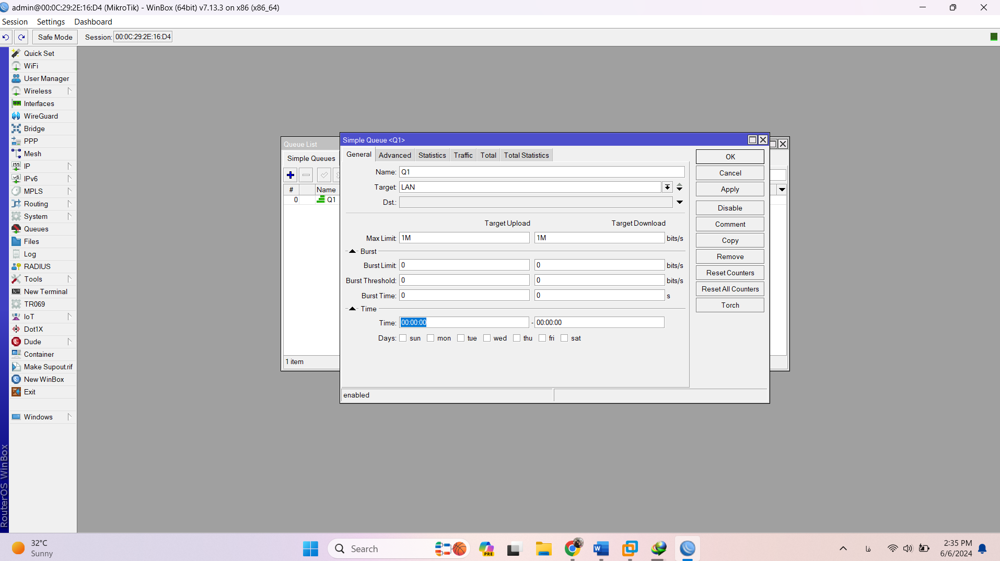 admin@00:0C:29:2E:16:D4 (MikroTik) - WinBox (64bit) v7.13.3 on x86 (x86_64)
Session Settings Dashboard
Safe Mode Session: 00:0C:29:2E:16:D4
Quick Set
WiFi
User Manager
Wireless
Interfaces
WireGuard
Bridge
PPP
Mesh
IP
IPv6
MPLS
Routing
System
Queues
Files
Log
RADIUS
Tools
New Terminal
TR069
IoT
Dot1X
Dude
Container
Make Supout.rif
New WinBox
Exit
Windows
RouterOS WinBox
Queue List
Simple Queues
# Name
0 Q1
1 item
Simple Queue <Q1>
General Advanced Statistics Traffic Total Total Statistics
Name: Q1
Target: LAN
Dst.:
Target Upload Target Download
Max Limit: 1M 1M bits/s
Burst
Burst Limit: 0 0 bits/s
Burst Threshold: 0 0 bits/s
Burst Time: 0 0 s
Time
Time: 00:00:00 - 00:00:00
Days: sun mon tue wed thu fri sat
enabled
OK
Cancel
Apply
Disable
Comment
Copy
Remove
Reset Counters
Reset All Counters
Torch
32°C
Sunny
Search
PRE
فا
2:35 PM
6/6/2024